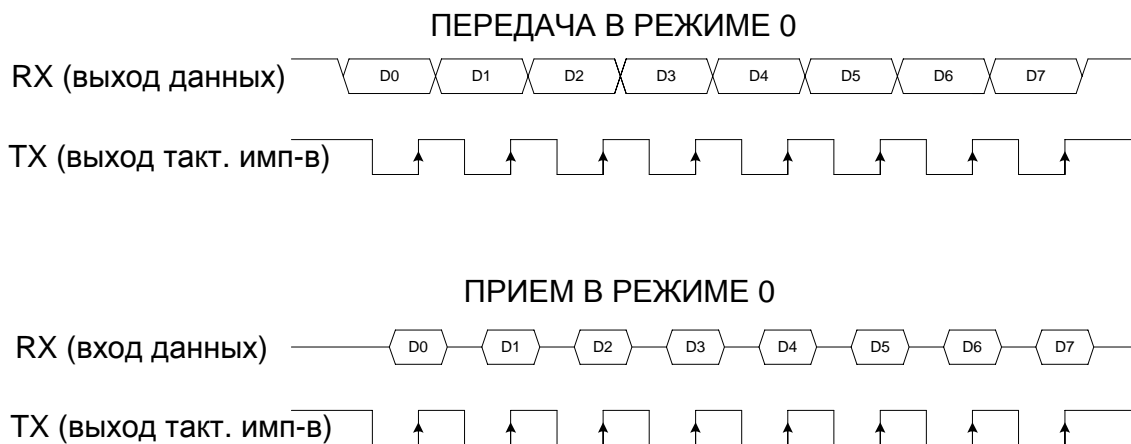 ПЕРЕДАЧА В РЕЖИМЕ 0
RX (выход данных) D0 D1 D2 D3 D4 D5 D6 D7
TX (выход такт. имп-в)
ПРИЕМ В РЕЖИМЕ 0
RX (вход данных) D0 D1 D2 D3 D4 D5 D6 D7
TX (выход такт. имп-в)